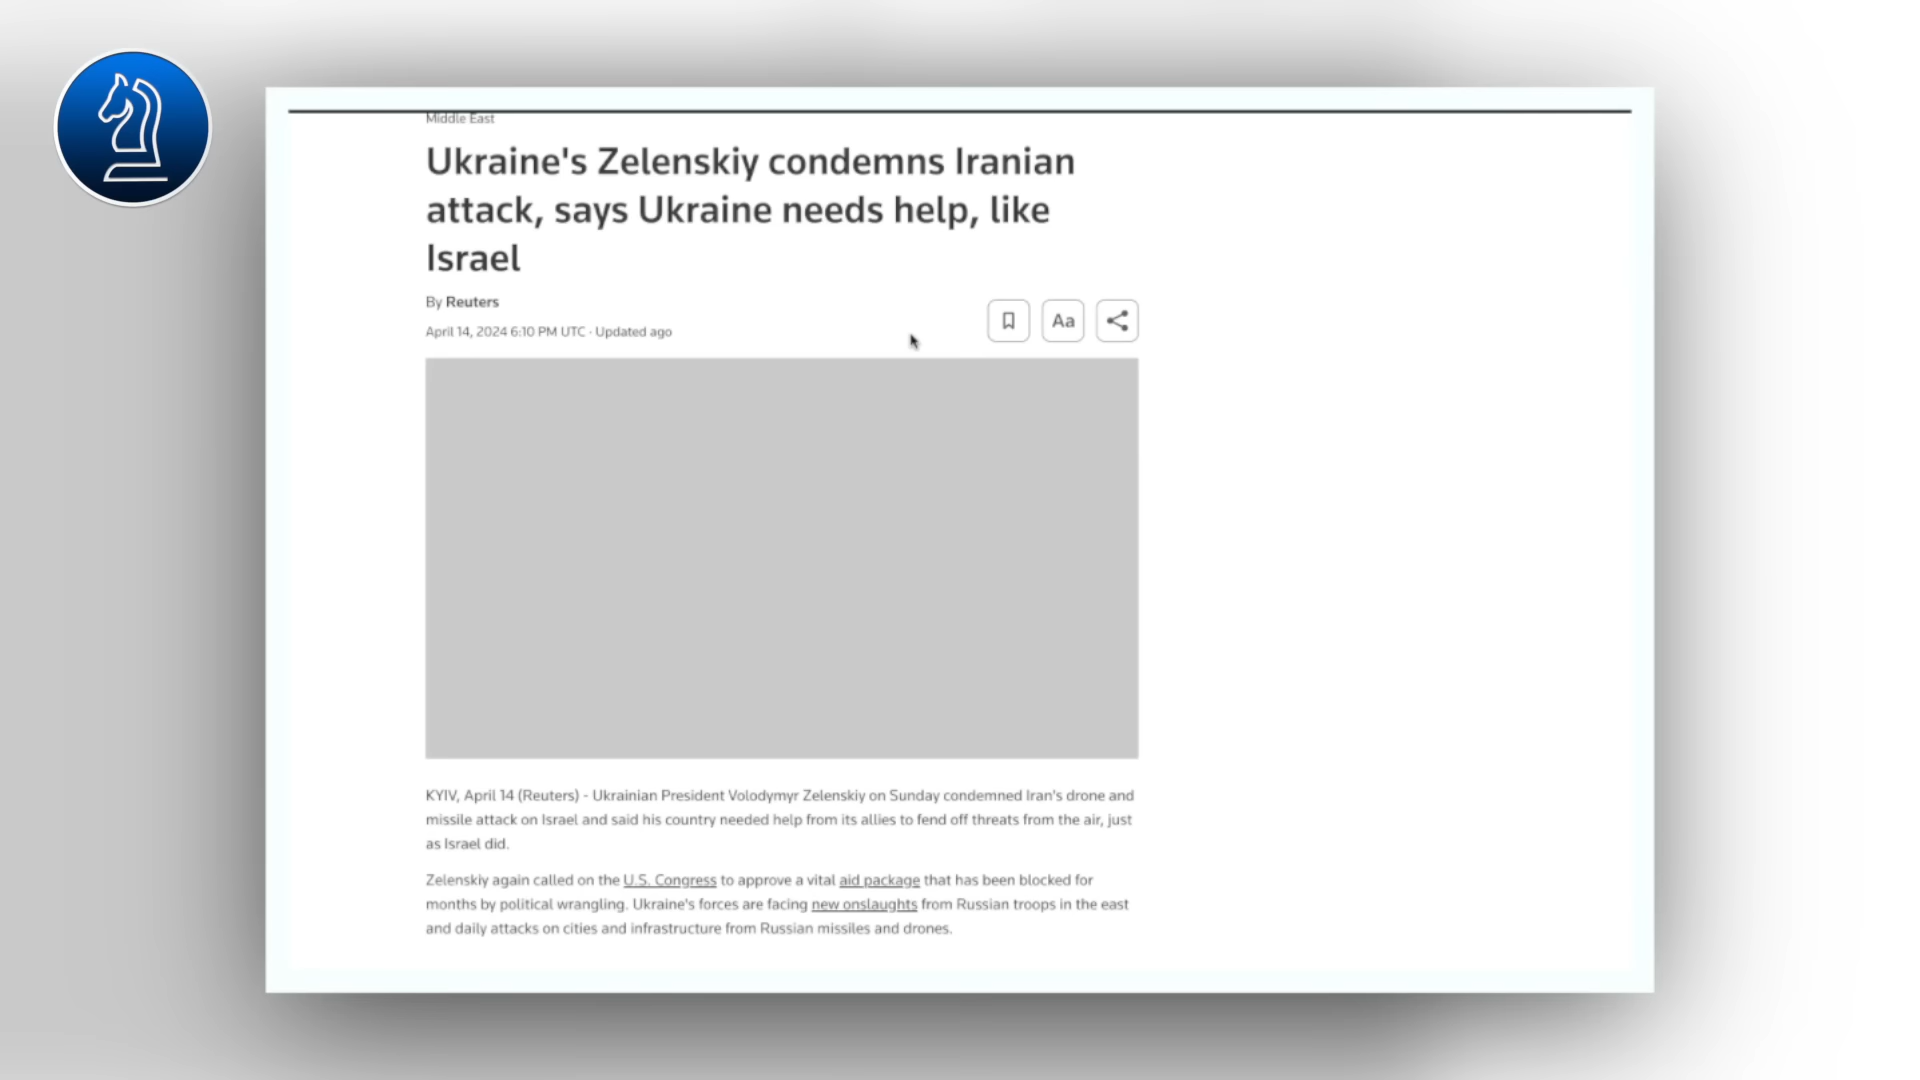 Middle East
Ukraine's Zelenskiy condemns Iranian
attack, says Ukraine needs help, like
Israel
By Reuters
April 14, 2024 6:10 PM UTC · Updated ago
Aa
KYIV, April 14 (Reuters) - Ukrainian President Volodymyr Zelenskiy on Sunday condemned Iran's drone and
missile attack on Israel and said his country needed help from its allies to fend off threats from the air, just
as Israel did.
Zelenskiy again called on the U.S. Congress to approve a vital aid package that has been blocked for
months by political wrangling. Ukraine's forces are facing new onslaughts from Russian troops in the east
and daily attacks on cities and infrastructure from Russian missiles and drones.